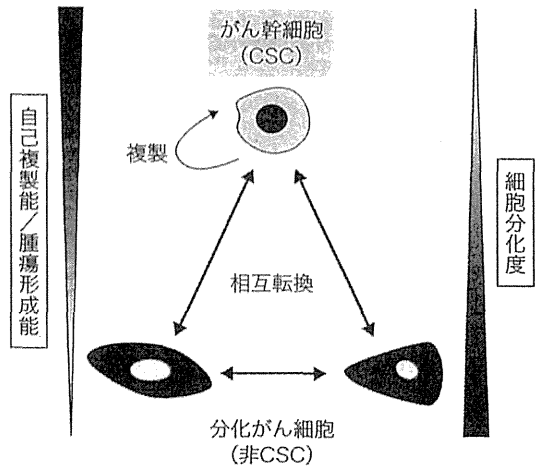 がん幹細胞
（CSC）
自己複製能／腫瘍形成能
複製
細胞分化度
相互転換
分化がん細胞
（非CSC）